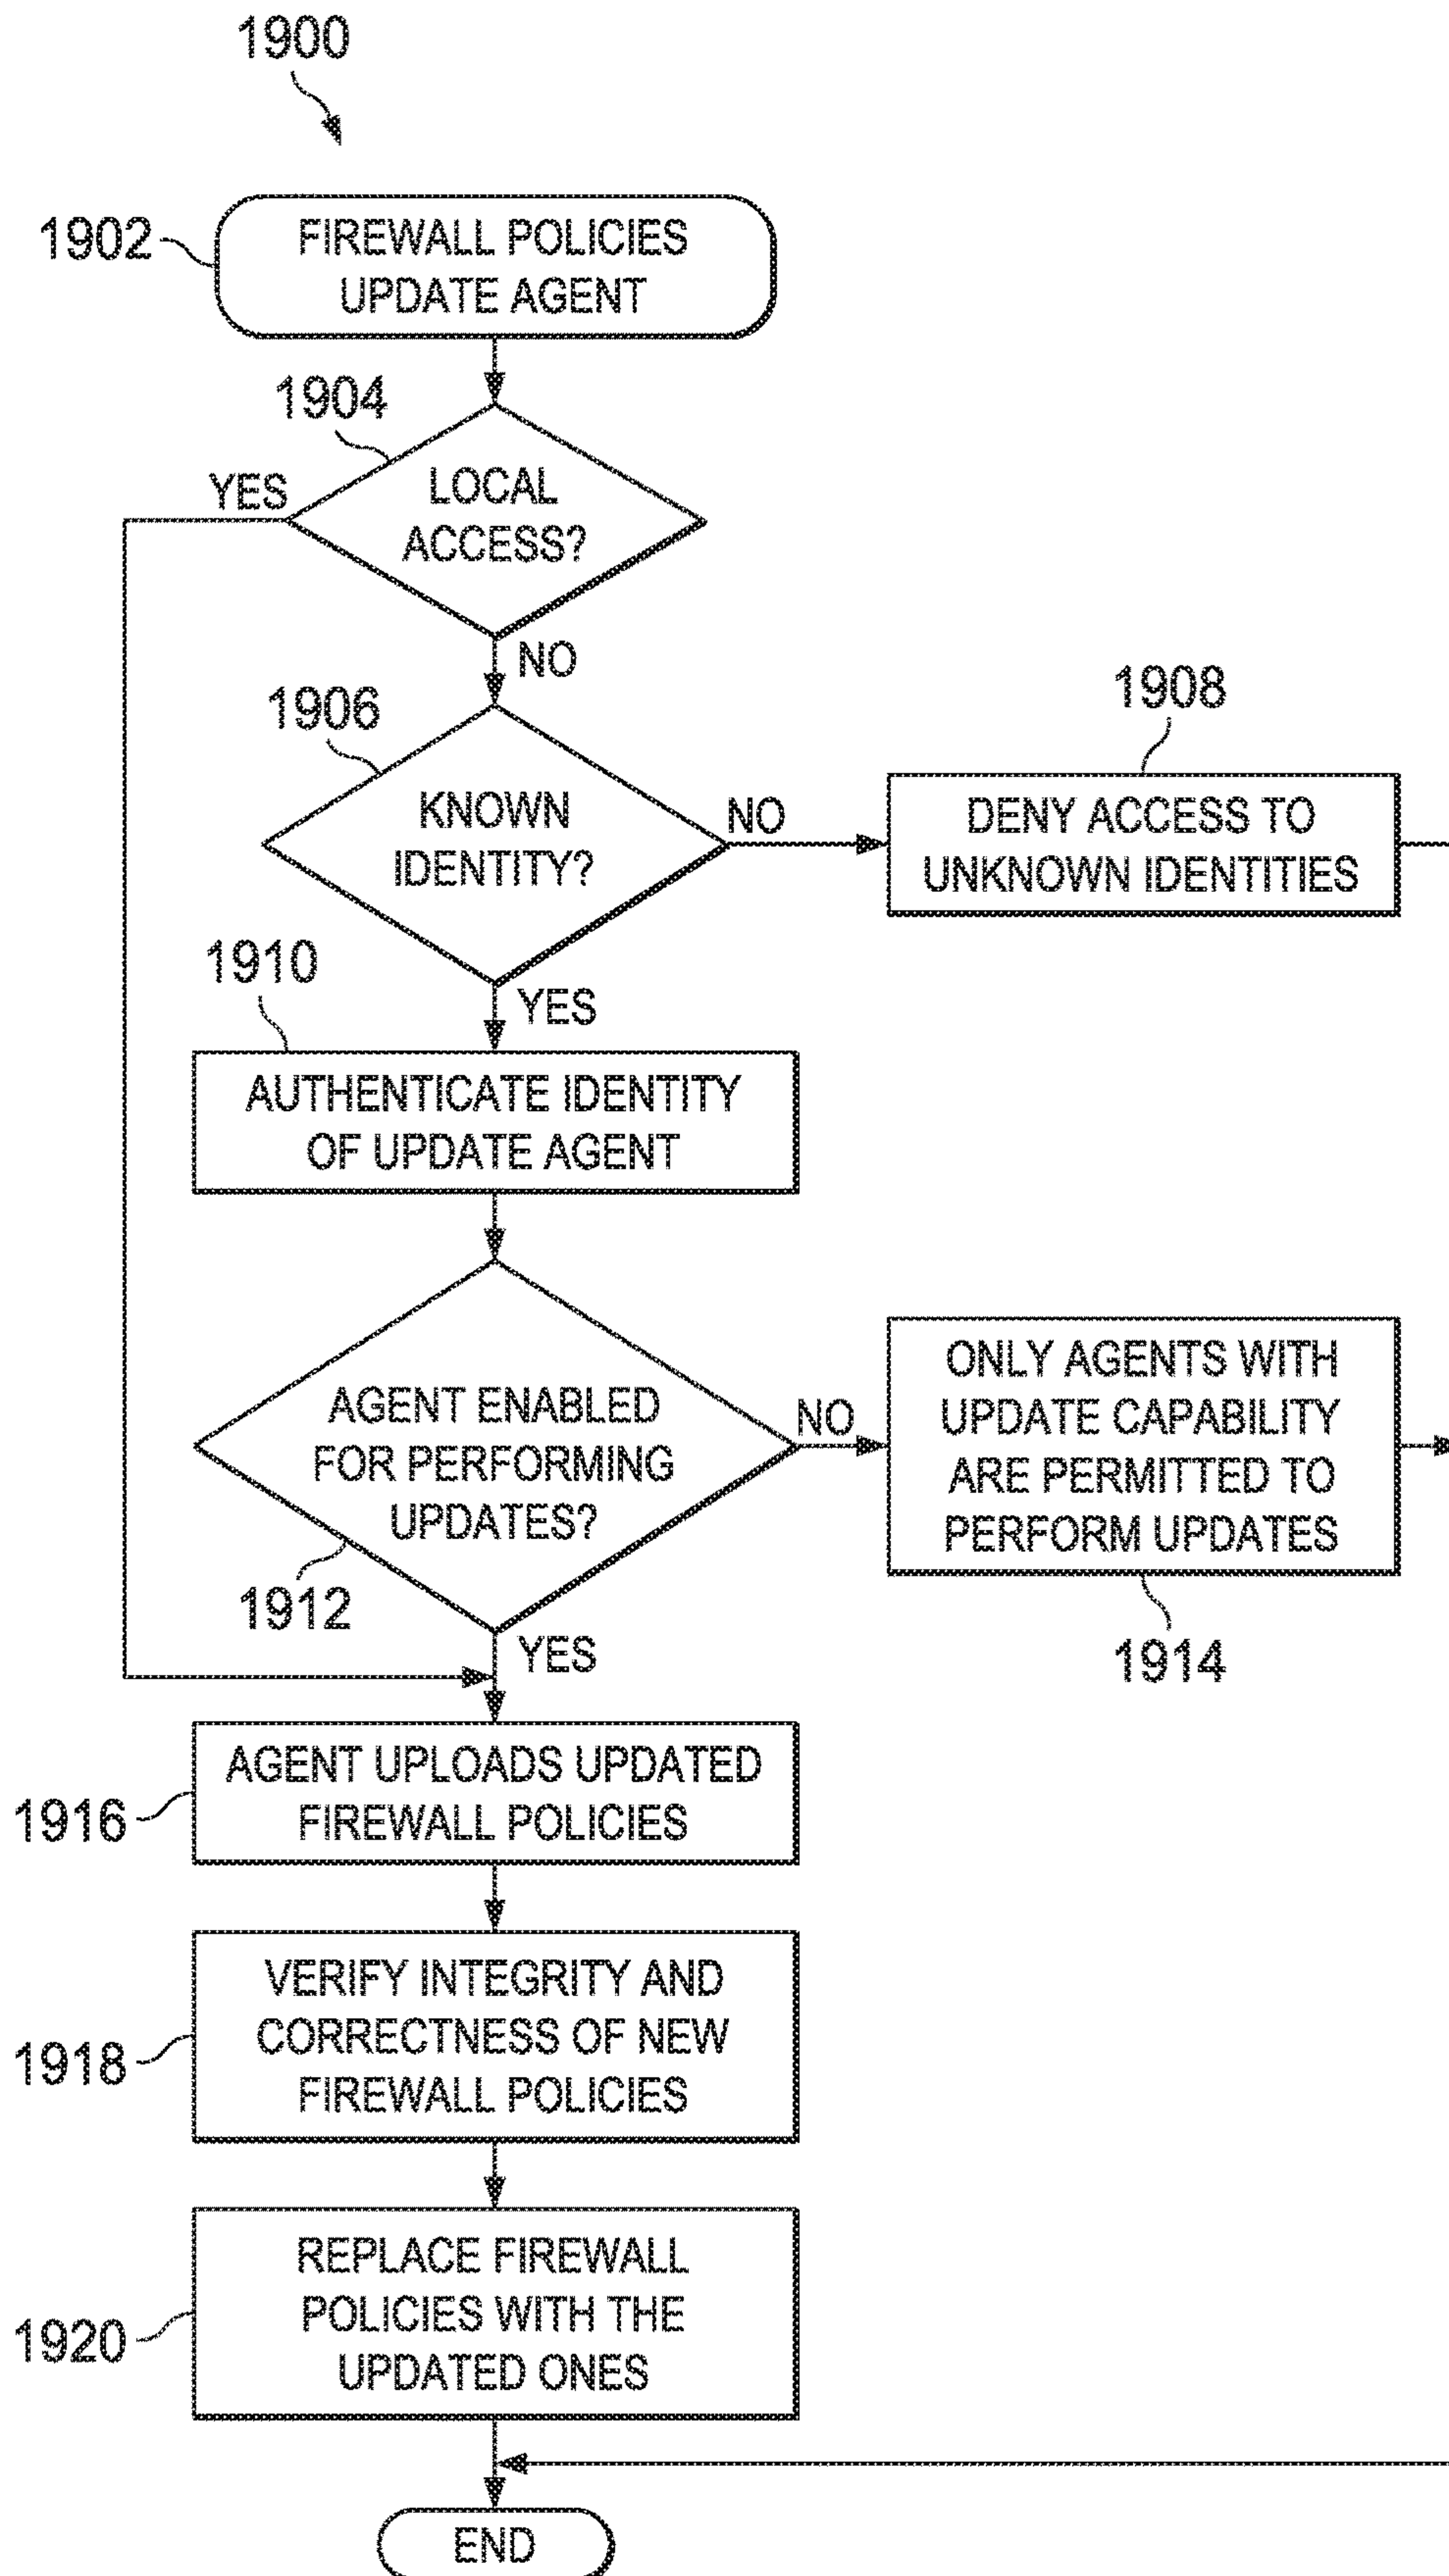 1900
1902
FIREWALL POLICIES
UPDATE AGENT
1904
YES
LOCAL
ACCESS?
NO
1906
KNOWN
IDENTITY?
NO
1908
DENY ACCESS TO
UNKNOWN IDENTITIES
YES
1910
AUTHENTICATE IDENTITY
OF UPDATE AGENT
AGENT ENABLED
FOR PERFORMING
UPDATES?
1912
NO
ONLY AGENTS WITH
UPDATE CAPABILITY
ARE PERMITTED TO
PERFORM UPDATES
1914
YES
AGENT UPLOADS UPDATED
FIREWALL POLICIES
1916
VERIFY INTEGRITY AND
CORRECTNESS OF NEW
FIREWALL POLICIES
1918
REPLACE FIREWALL
POLICIES WITH THE
UPDATED ONES
1920
END